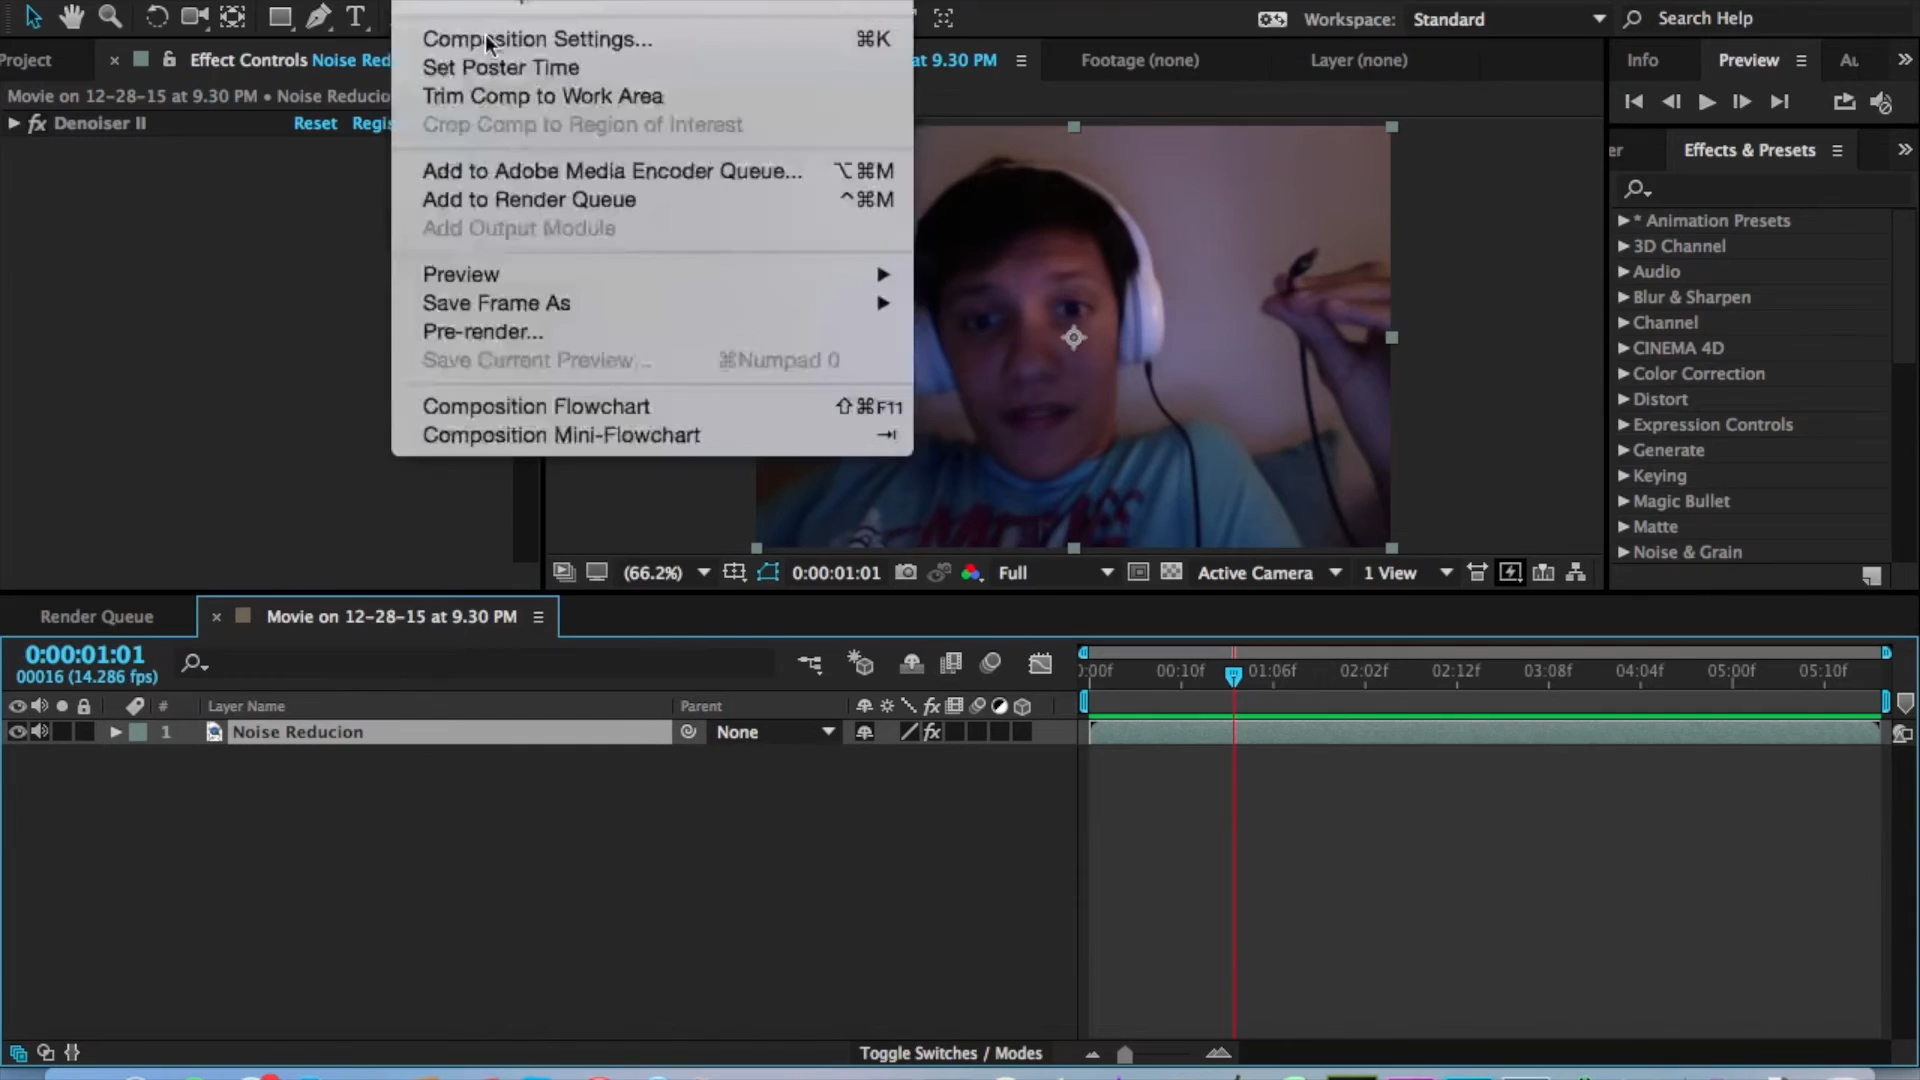 Workspace: Standard
Search Help
Project
Effect Controls Noise Red
at 9.30 PM
Footage (none)
Layer (none)
Info
Preview
Movie on 12-28-15 at 9.30 PM • Noise Reducio
Denoiser II
Reset
Regis
Composition Settings... ⌘K
Set Poster Time
Trim Comp to Work Area
Crop Comp to Region of Interest
Add to Adobe Media Encoder Queue... ⌥⌘M
Add to Render Queue ^⌘M
Add Output Module
Preview
Save Frame As
Pre-render...
Save Current Preview... ⌘Numpad 0
Composition Flowchart ⇧⌘F11
Composition Mini-Flowchart
Effects & Presets
* Animation Presets
3D Channel
Audio
Blur & Sharpen
Channel
CINEMA 4D
Color Correction
Distort
Expression Controls
Generate
Keying
Magic Bullet
Matte
Noise & Grain
(66.2%)
0:00:01:01
Full
Active Camera
1 View
Render Queue
Movie on 12-28-15 at 9.30 PM
0:00:01:01
00016 (14.286 fps)
00:10f
01:06f
02:02f
02:12f
03:08f
04:04f
05:00f
05:10f
# Layer Name
Parent
1 Noise Reducion
None
Toggle Switches / Modes